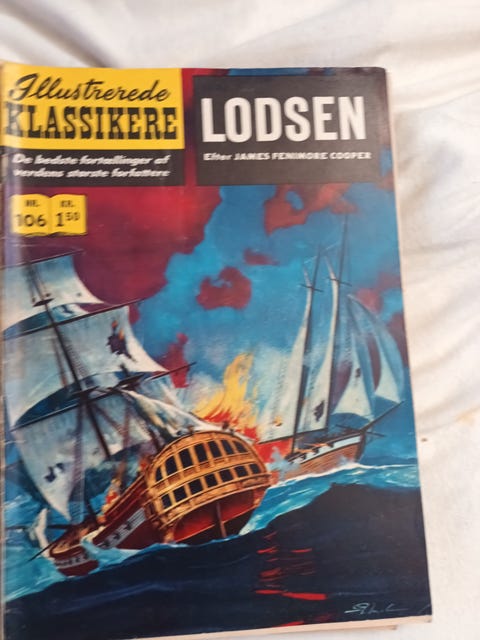 Illustrerede
KLASSIKERE
De bedste fortællinger af
verdens største forfattere
NR.
106
KR.
1.50
LODSEN
Efter JAMES FENIMORE COOPER